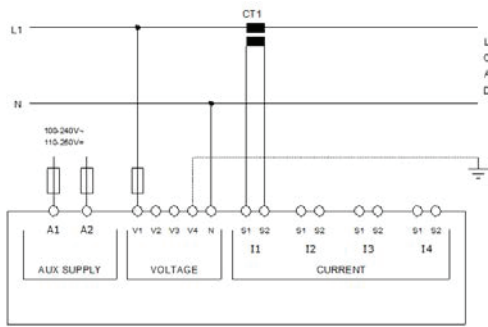 CT1
L1
L
O
A
D
N
100-240V~
110-250V=
A1 A2 V1 V2 V3 V4 N S1 S2 S1 S2 S1 S2 S1 S2
I1 I2 I3 I4
AUX SUPPLY VOLTAGE CURRENT